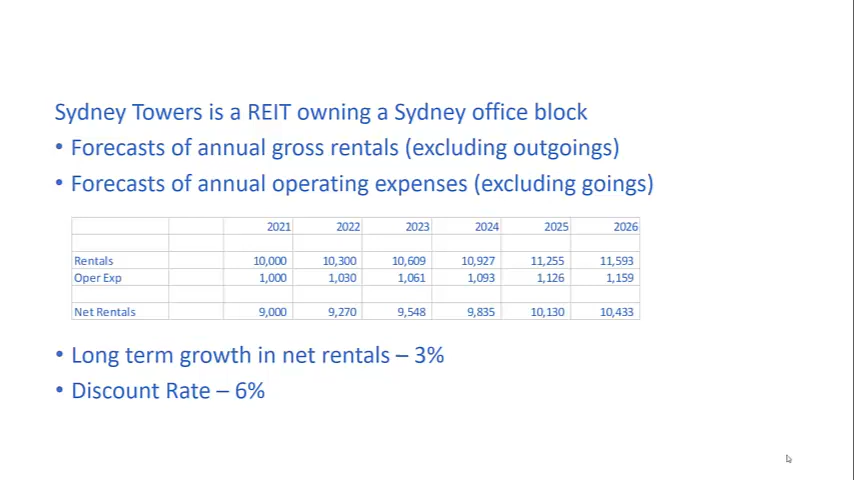 Sydney Towers is a REIT owning a Sydney office block
• Forecasts of annual gross rentals (excluding outgoings)
• Forecasts of annual operating expenses (excluding goings)
2021 2022 2023 2024 2025 2026
Rentals 10,000 10,300 10,609 10,927 11,255 11,593
Oper Exp 1,000 1,030 1,061 1,093 1,126 1,159
Net Rentals 9,000 9,270 9,548 9,835 10,130 10,433
• Long term growth in net rentals – 3%
• Discount Rate – 6%